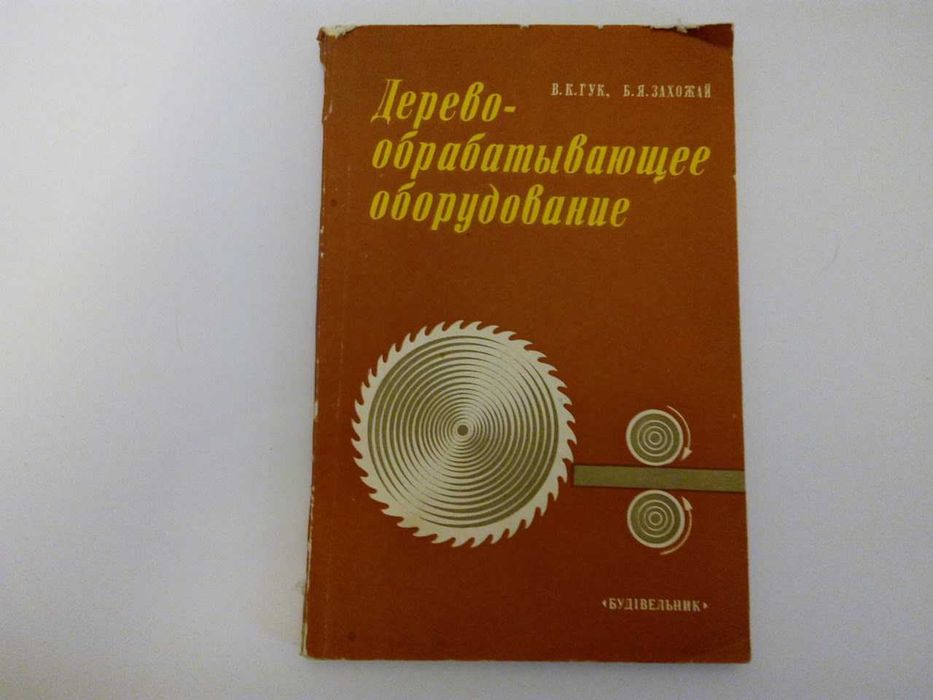 В. К. ГУК, Б. Я. ЗАХОЖАЙ
Дерево-
обрабатывающее
оборудование
«БУДІВЕЛЬНИК»